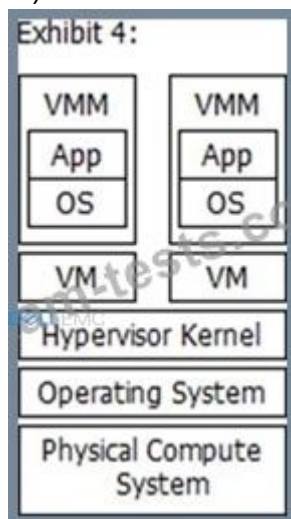 Exhibit 4:
VMM VMM
App App
OS OS
VM VM
Hypervisor Kernel
Operating System
Physical Compute
System